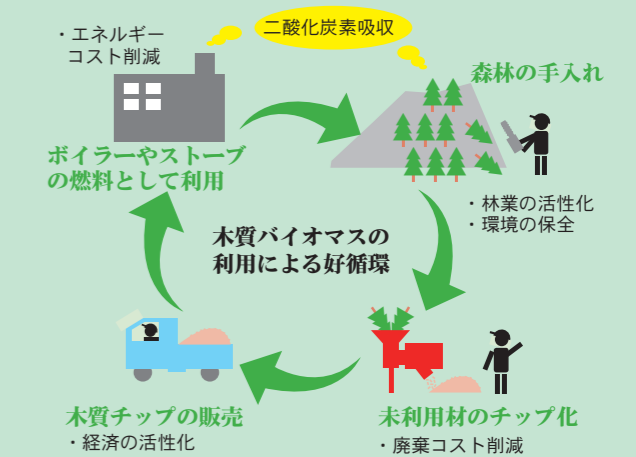 ・エネルギー
コスト削減
二酸化炭素吸収
森林の手入れ
ボイラーやストーブ
の燃料として利用
・林業の活性化
・環境の保全
木質バイオマスの
利用による好循環
木質チップの販売
・経済の活性化
未利用材のチップ化
・廃棄コスト削減